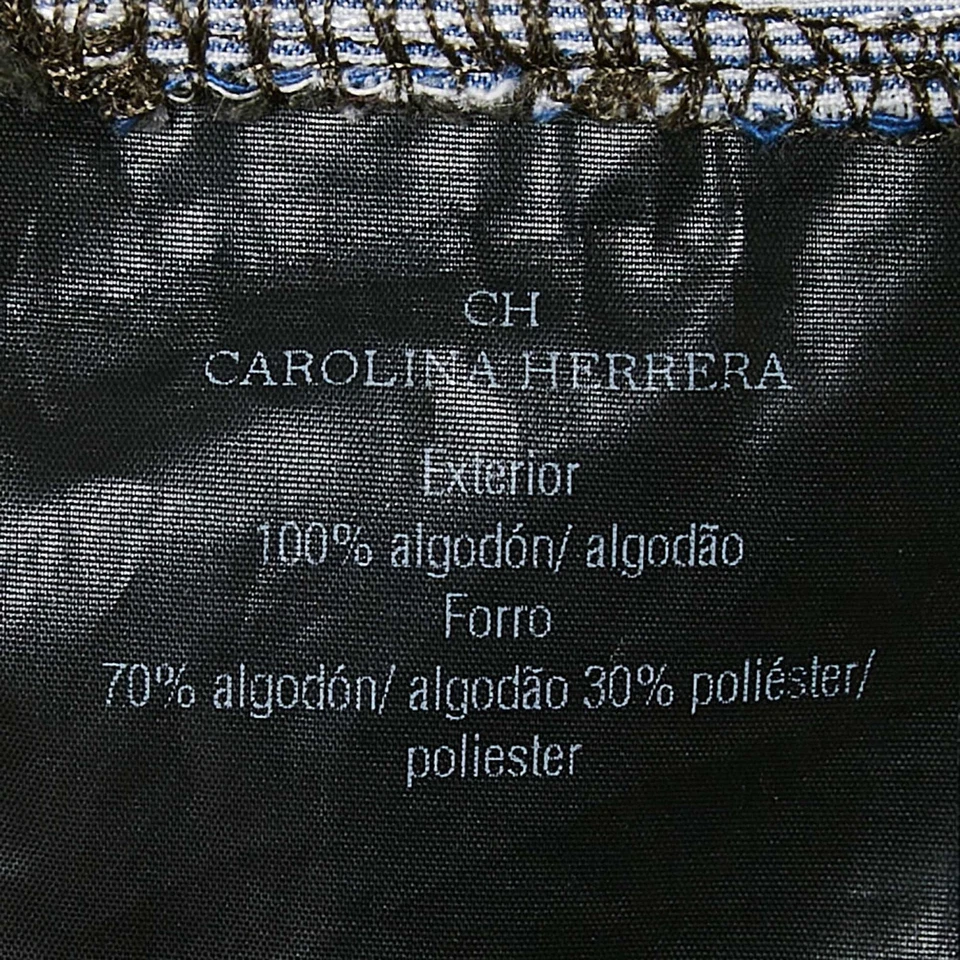 CH
CAROLINA HERRERA
Exterior
100% algodón/ algodão
Forro
70% algodón/ algodão 30% poliéster/
poliester